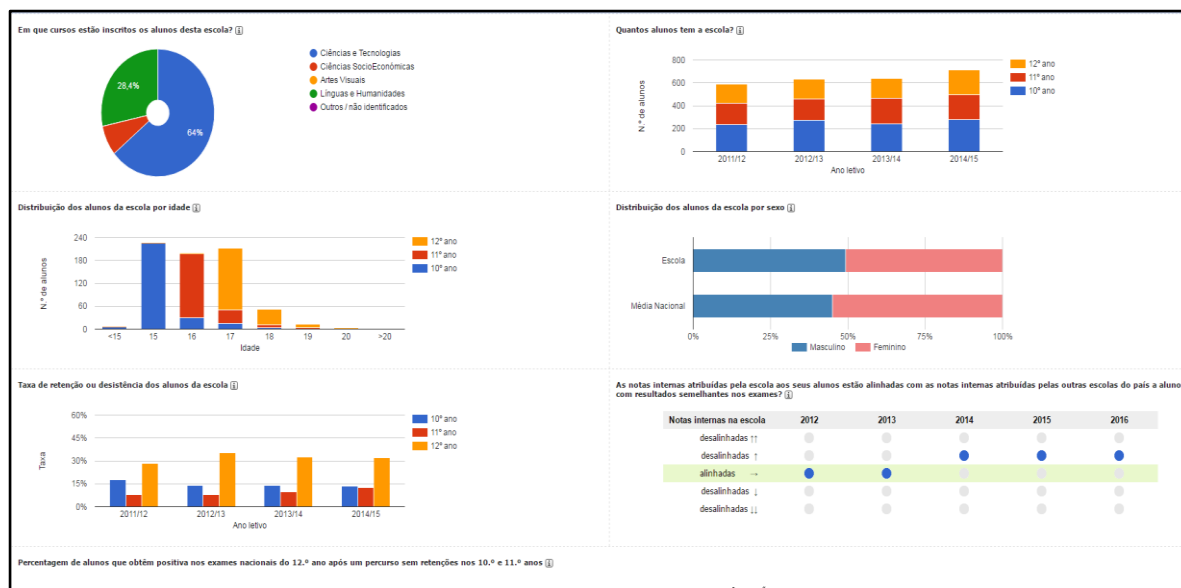 Em que cursos estão inscritos os alunos desta escola? i
28,4%
64%
Ciências e Tecnologias
Ciências SocioEconómicas
Artes Visuais
Línguas e Humanidades
Outros / não identificados
Quantos alunos tem a escola? i
N.º de alunos
800
600
400
200
0
2011/12 2012/13 2013/14 2014/15
Ano letivo
12º ano
11º ano
10º ano
Distribuição dos alunos da escola por idade i
N.º de alunos
240
180
120
60
0
<15 15 16 17 18 19 20 >20
Idade
12º ano
11º ano
10º ano
Distribuição dos alunos da escola por sexo i
Escola
Média Nacional
0% 25% 50% 75% 100%
Masculino Feminino
Taxa de retenção ou desistência dos alunos da escola i
Taxa
60%
45%
30%
15%
0%
2011/12 2012/13 2013/14 2014/15
Ano letivo
10º ano
11º ano
12º ano
As notas internas atribuídas pela escola aos seus alunos estão alinhadas com as notas internas atribuídas pelas outras escolas do país a aluno
com resultados semelhantes nos exames? i
Notas internas na escola 2012 2013 2014 2015 2016
desalinhadas ↑↑
desalinhadas ↑
alinhadas →
desalinhadas ↓
desalinhadas ↓↓
Percentagem de alunos que obtêm positiva nos exames nacionais do 12.º ano após um percurso sem retenções nos 10.º e 11.º anos i